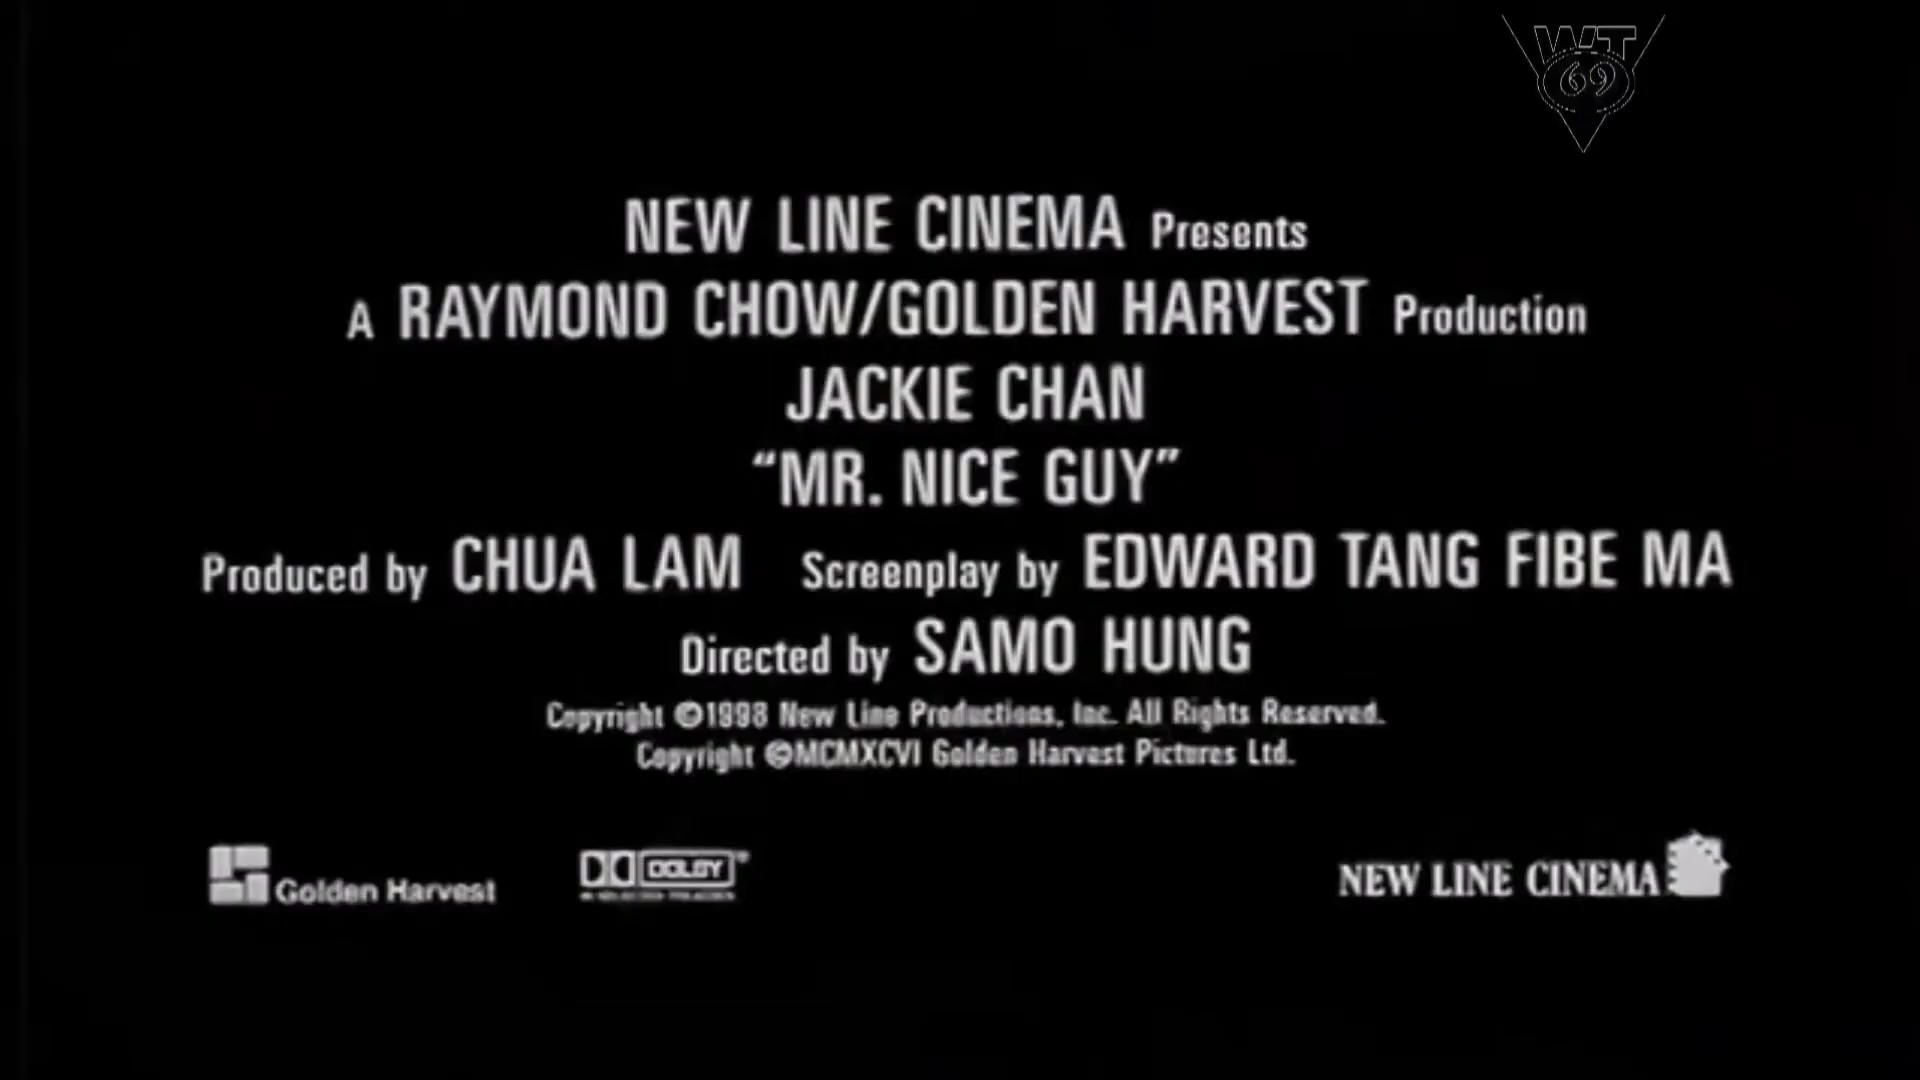 WT
69
NEW LINE CINEMA Presents
A RAYMOND CHOW/GOLDEN HARVEST Production
JACKIE CHAN
“MR. NICE GUY”
Produced by CHUA LAM Screenplay by EDWARD TANG FIBE MA
Directed by SAMO HUNG
Copyright ©1998 New Line Productions, Inc. All Rights Reserved.
Copyright ©MCMXCVI Golden Harvest Pictures Ltd.
Golden Harvest
DOLBY
NEW LINE CINEMA